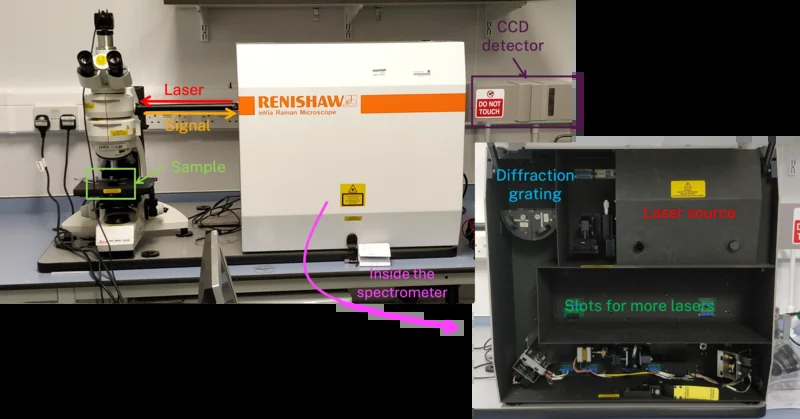 CCD
detector
Laser
RENISHAW
inVia Raman Microscope
DO NOT
TOUCH
Signal
Sample
Diffraction
grating
Laser source
Inside the
spectrometer
Slots for more lasers